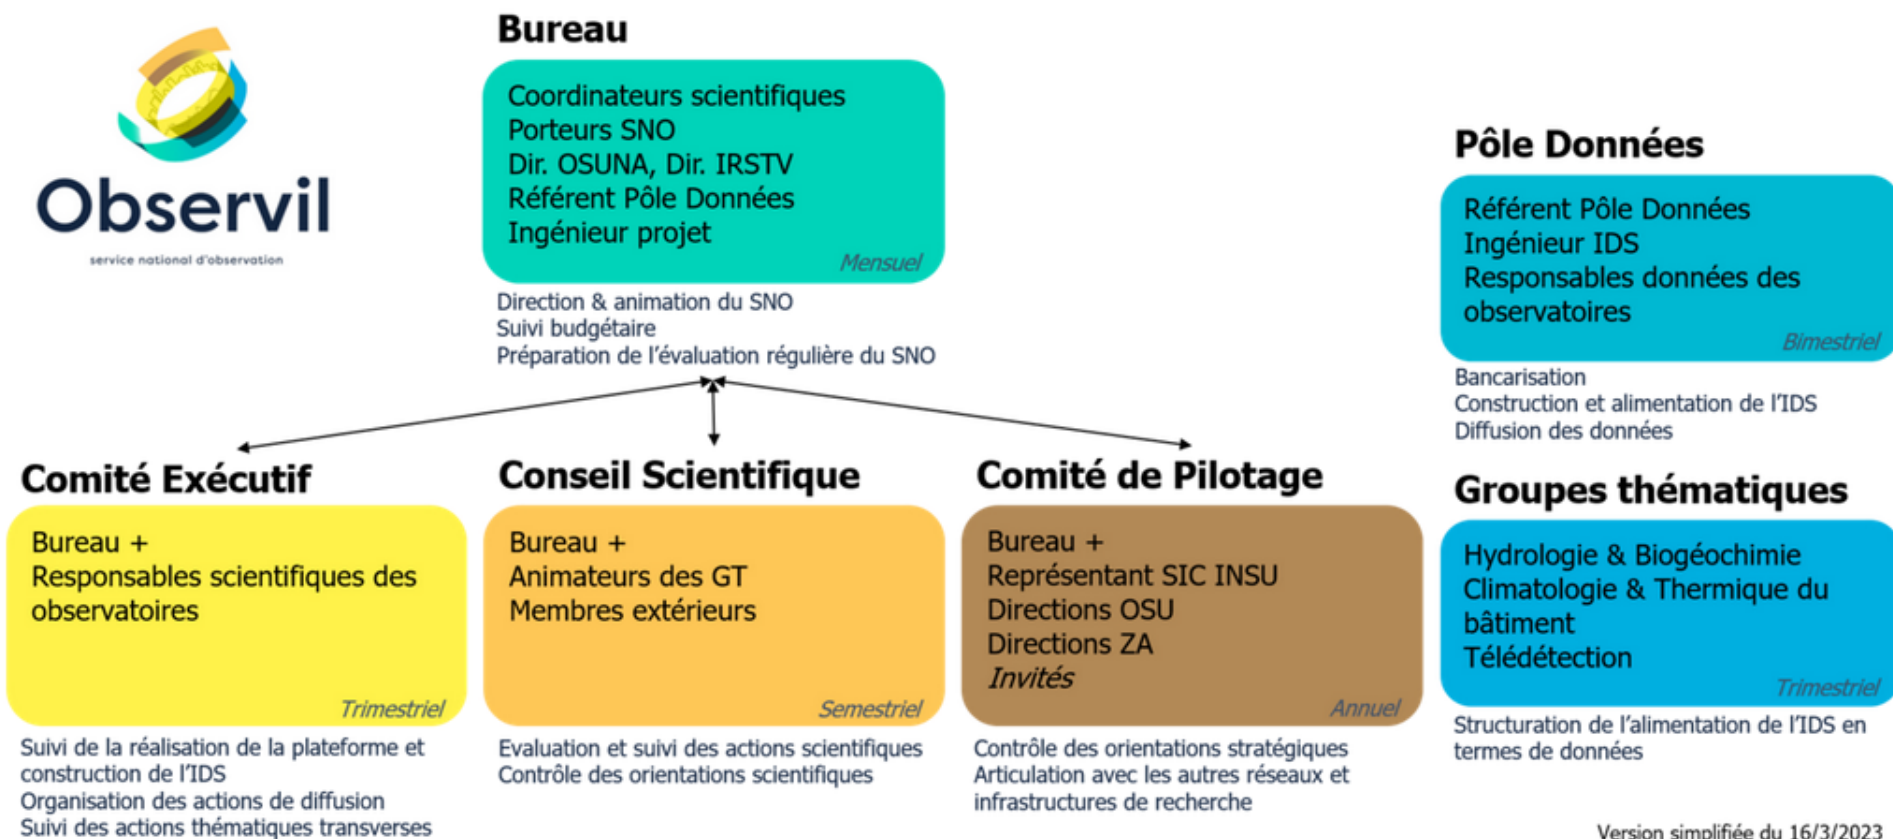 Observil
service national d'observation
Bureau
Coordinateurs scientifiques
Porteurs SNO
Dir. OSUNA, Dir. IRSTV
Référent Pôle Données
Ingénieur projet
Mensuel
Direction & animation du SNO
Suivi budgétaire
Préparation de l'évaluation régulière du SNO
Pôle Données
Référent Pôle Données
Ingénieur IDS
Responsables données des
observatoires
Bimestriel
Bancarisation
Construction et alimentation de l'IDS
Diffusion des données
Comité Exécutif
Bureau +
Responsables scientifiques des
observatoires
Trimestriel
Suivi de la réalisation de la plateforme et
construction de l'IDS
Organisation des actions de diffusion
Suivi des actions thématiques transverses
Conseil Scientifique
Bureau +
Animateurs des GT
Membres extérieurs
Semestriel
Evaluation et suivi des actions scientifiques
Contrôle des orientations scientifiques
Comité de Pilotage
Bureau +
Représentant SIC INSU
Directions OSU
Directions ZA
Invités
Annuel
Contrôle des orientations stratégiques
Articulation avec les autres réseaux et
infrastructures de recherche
Groupes thématiques
Hydrologie & Biogéochimie
Climatologie & Thermique du
bâtiment
Télédétection
Trimestriel
Structuration de l'alimentation de l'IDS en
termes de données
Version simplifiée du 16/3/2023